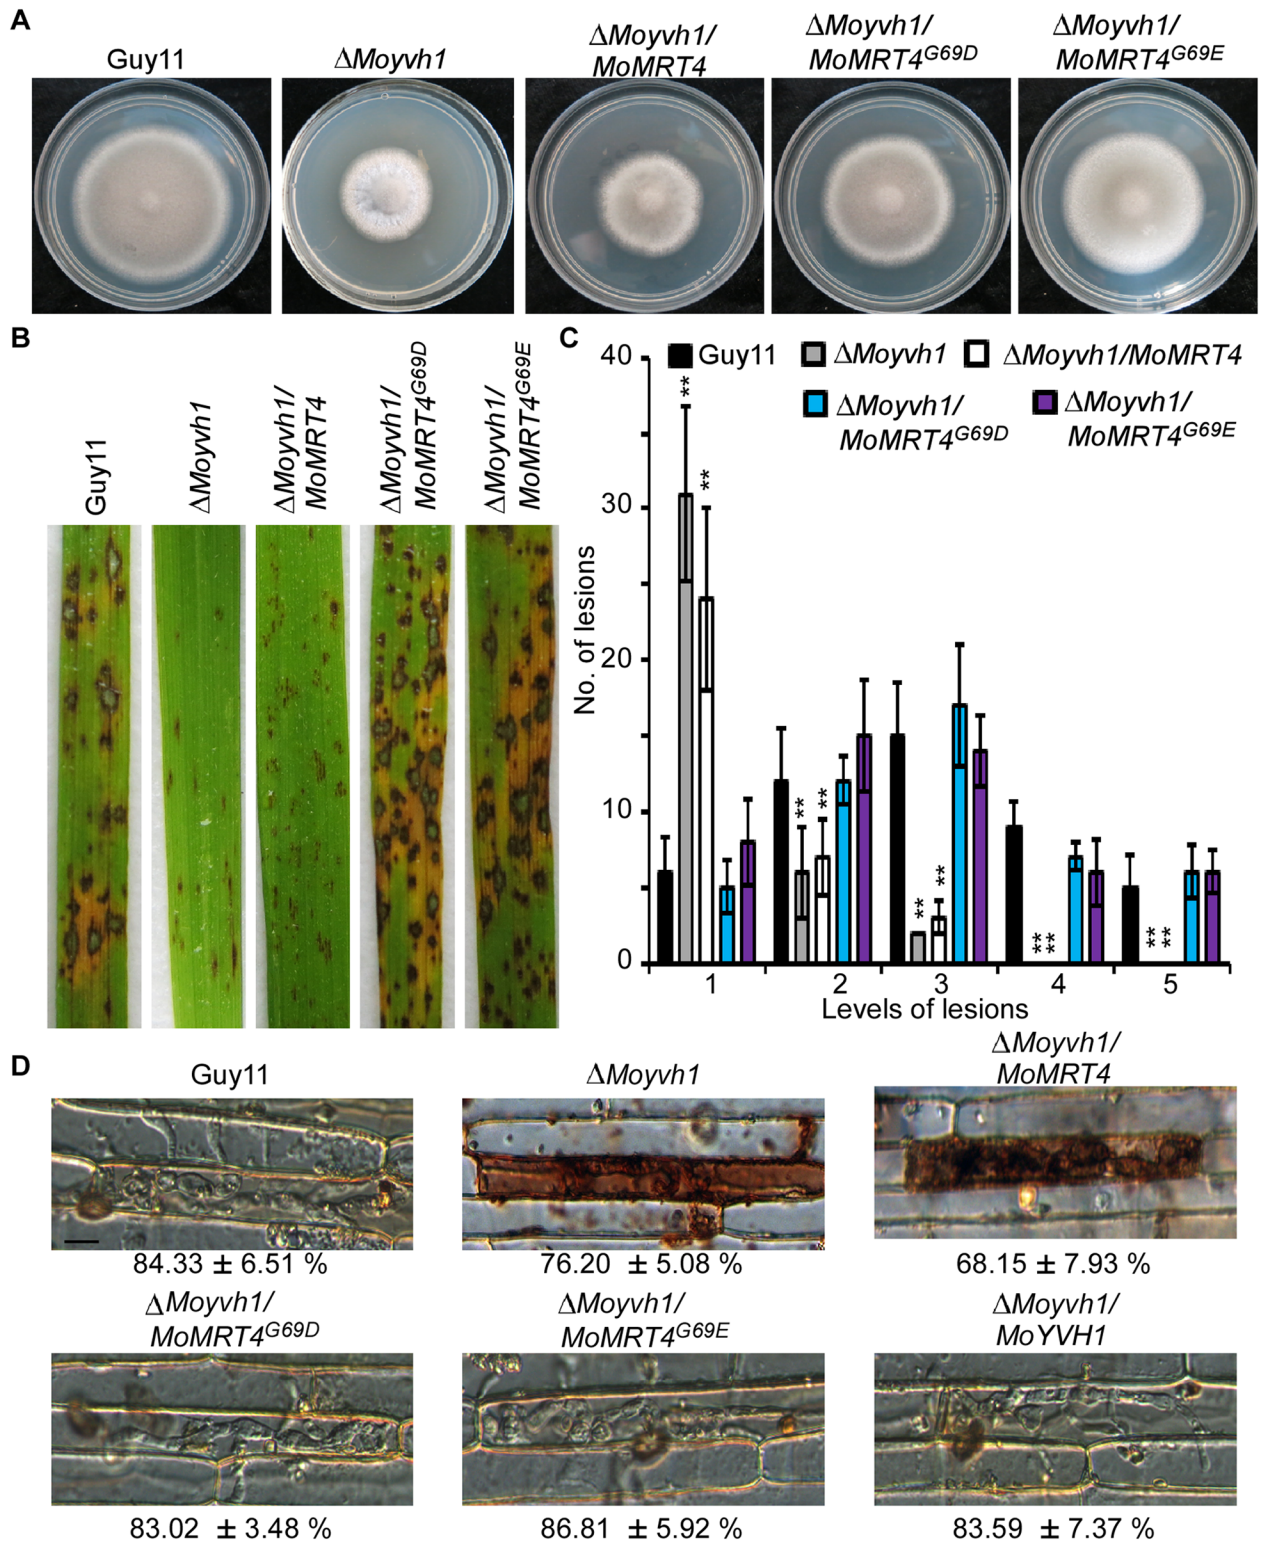 A
Guy11
ΔMoyvh1
ΔMoyvh1/
MoMRT4
ΔMoyvh1/
MoMRT4G69D
ΔMoyvh1/
MoMRT4G69E
B
Guy11
ΔMoyvh1
ΔMoyvh1/
MoMRT4
ΔMoyvh1/
MoMRT4G69D
ΔMoyvh1/
MoMRT4G69E
C
Guy11
ΔMoyvh1
ΔMoyvh1/MoMRT4
ΔMoyvh1/
MoMRT4G69D
ΔMoyvh1/
MoMRT4G69E
No. of lesions
40
30
20
10
0
**
**
**
**
**
**
**
**
**
**
1 2 3 4 5
Levels of lesions
D
Guy11
84.33 ± 6.51 %
ΔMoyvh1
76.20 ± 5.08 %
ΔMoyvh1/
MoMRT4
68.15 ± 7.93 %
ΔMoyvh1/
MoMRT4G69D
83.02 ± 3.48 %
ΔMoyvh1/
MoMRT4G69E
86.81 ± 5.92 %
ΔMoyvh1/
MoYVH1
83.59 ± 7.37 %